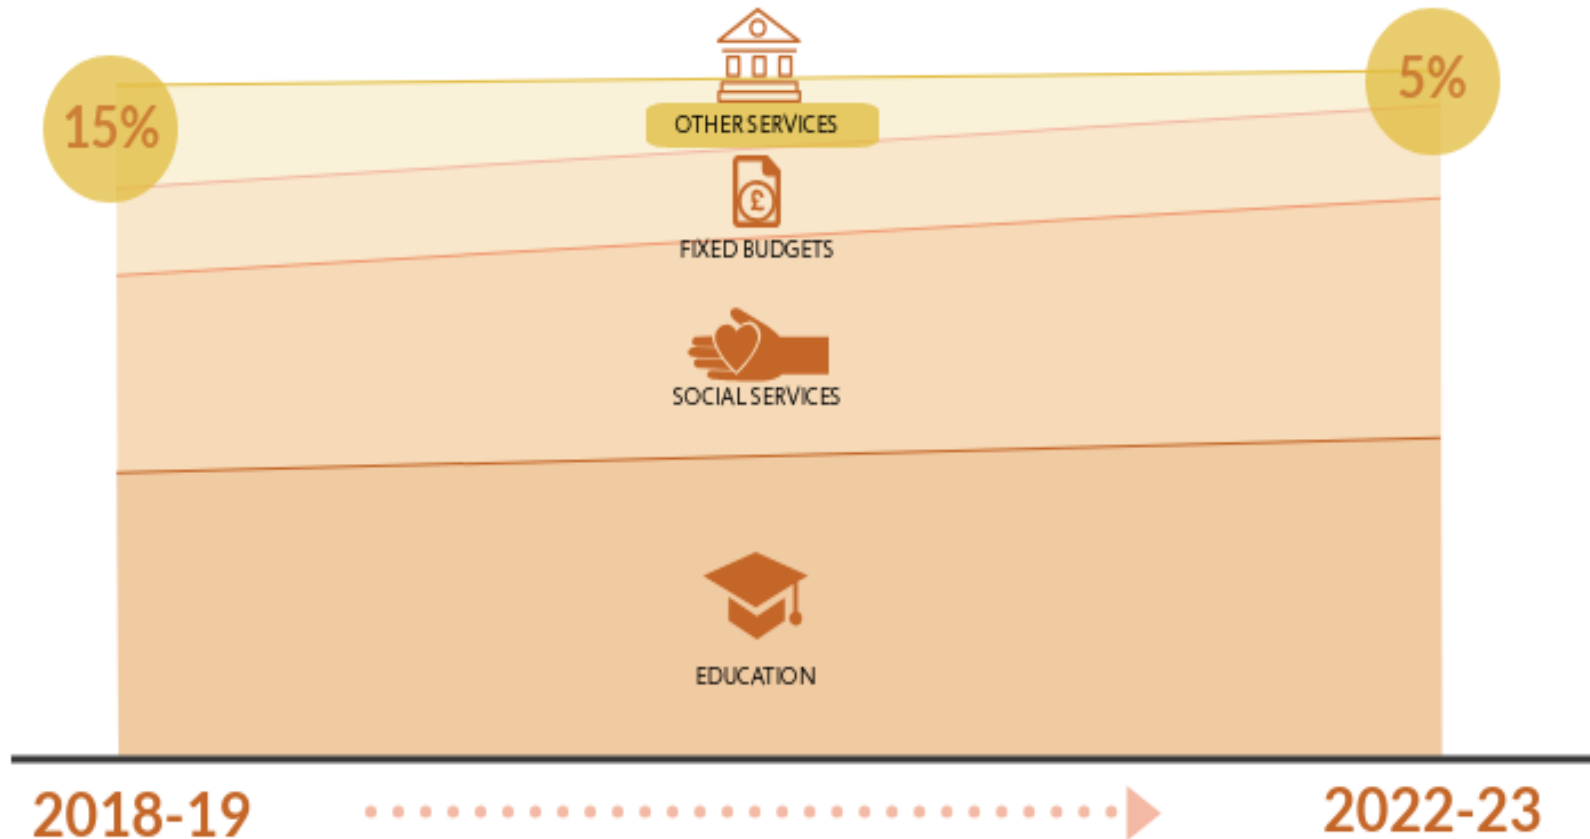 15%
5%
OTHER SERVICES
£
FIXED BUDGETS
SOCIAL SERVICES
EDUCATION
2018-19
2022-23